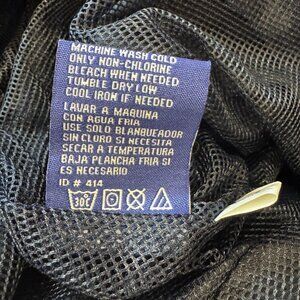 MACHINE WASH COLD
ONLY NON-CHLORINE
BLEACH WHEN NEEDED
TUMBLE DRY LOW
COOL IRON IF NEEDED
LAVAR A MAQUINA
CON AGUA FRIA
USE SOLO BLANQUEADOR
SIN CLORO SI NECESITA
SECAR A TEMPERATURA
BAJA PLANCHA FRIA SI
ES NECESARIO
ID # 414
30°C